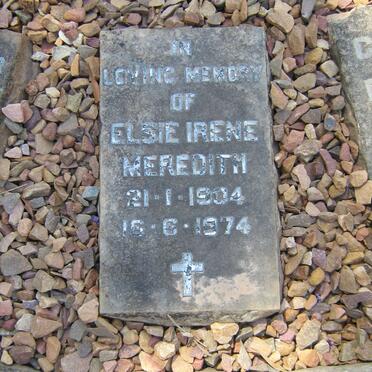 IN
LOVING MEMORY
OF
ELSIE IRENE
MEREDITH
21-1-1904
16-6-1974